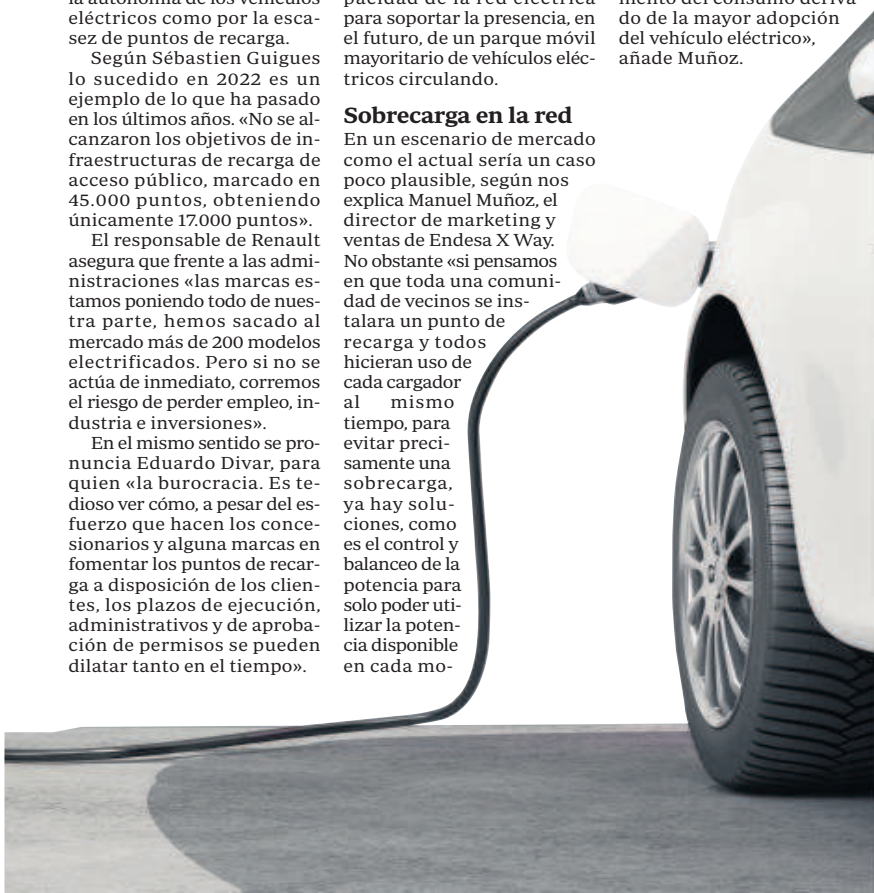 la autonomía de los vehículos
eléctricos como por la esca-
sez de puntos de recarga.
Según Sébastien Guigues
lo sucedido en 2022 es un
ejemplo de lo que ha pasado
en los últimos años. «No se al-
canzaron los objetivos de in-
fraestructuras de recarga de
acceso público, marcado en
45.000 puntos, obteniendo
únicamente 17.000 puntos».
El responsable de Renault
asegura que frente a las admi-
nistraciones «las marcas es-
tamos poniendo todo de nues-
tra parte, hemos sacado al
mercado más de 200 modelos
electrificados. Pero si no se
actúa de inmediato, corremos
el riesgo de perder empleo, in-
dustria e inversiones».
En el mismo sentido se pro-
nuncia Eduardo Divar, para
quien «la burocracia. Es te-
dioso ver cómo, a pesar del es-
fuerzo que hacen los conce-
sionarios y alguna marcas en
fomentar los puntos de recar-
ga a disposición de los clien-
tes, los plazos de ejecución,
administrativos y de aproba-
ción de permisos se pueden
dilatar tanto en el tiempo».
pacidad de la red eléctrica
para soportar la presencia, en
el futuro, de un parque móvil
mayoritario de vehículos eléc-
tricos circulando.
Sobrecarga en la red
En un escenario de mercado
como el actual sería un caso
poco plausible, según nos
explica Manuel Muñoz, el
director de marketing y
ventas de Endesa X Way.
No obstante «si pensamos
en que toda una comuni-
dad de vecinos se ins-
talara un punto de
recarga y todos
hicieran uso de
cada cargador
al mismo
tiempo, para
evitar preci-
samente una
sobrecarga,
ya hay solu-
ciones, como
es el control y
balanceo de la
potencia para
solo poder uti-
lizar la poten-
cia disponible
en cada mo-
mento del consumo deriva-
do de la mayor adopción
del vehículo eléctrico»,
añade Muñoz.